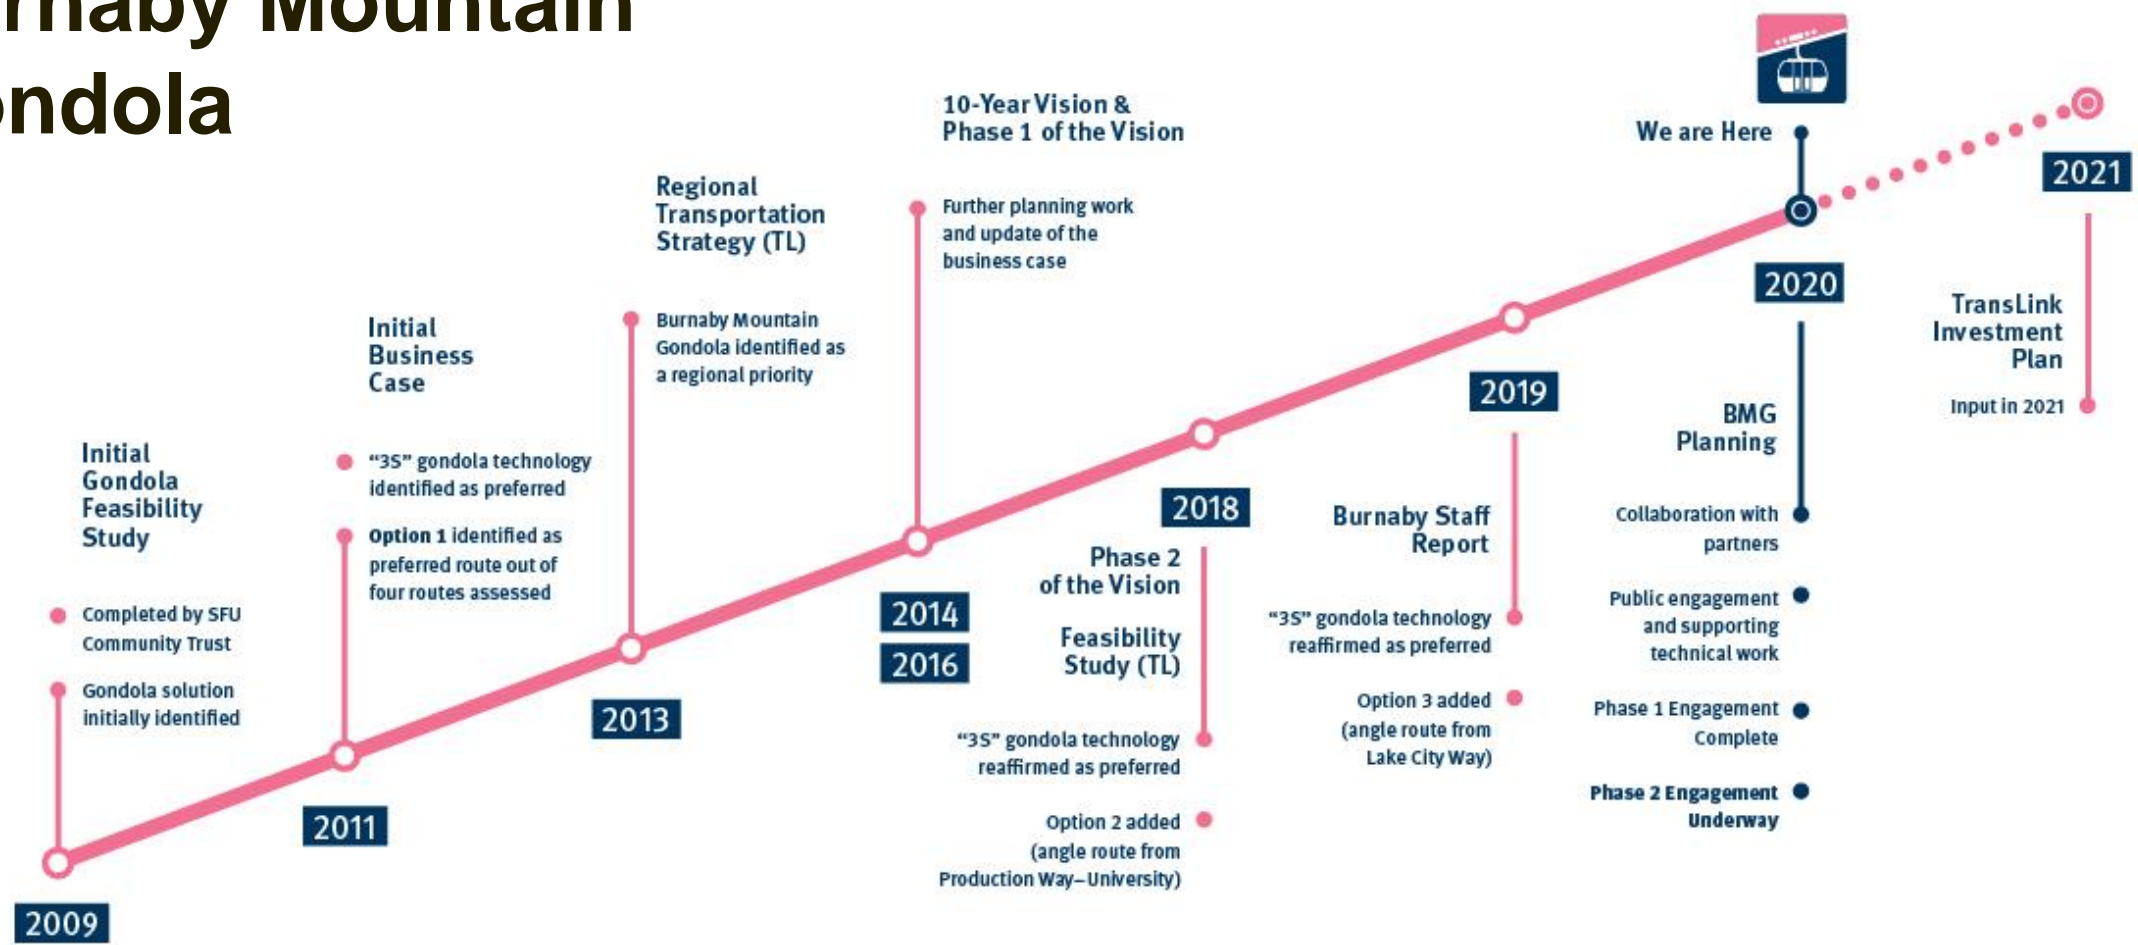 rnaby Mountain
ondola
Initial
Gondola
Feasibility
Study
Completed by SFU
Community Trust
Gondola solution
initially identified
2009
Initial
Business
Case
“3S” gondola technology
identified as preferred
Option 1 identified as
preferred route out of
four routes assessed
2011
Regional
Transportation
Strategy (TL)
Burnaby Mountain
Gondola identified as
a regional priority
2013
10-Year Vision &
Phase 1 of the Vision
Further planning work
and update of the
business case
2014
2016
2018
Phase 2
of the Vision
Feasibility
Study (TL)
“3S” gondola technology
reaffirmed as preferred
Option 2 added
(angle route from
Production Way–University)
2019
Burnaby Staff
Report
“3S” gondola technology
reaffirmed as preferred
Option 3 added
(angle route from
Lake City Way)
We are Here
2020
BMG
Planning
Collaboration with
partners
Public engagement
and supporting
technical work
Phase 1 Engagement
Complete
Phase 2 Engagement
Underway
2021
TransLink
Investment
Plan
Input in 2021